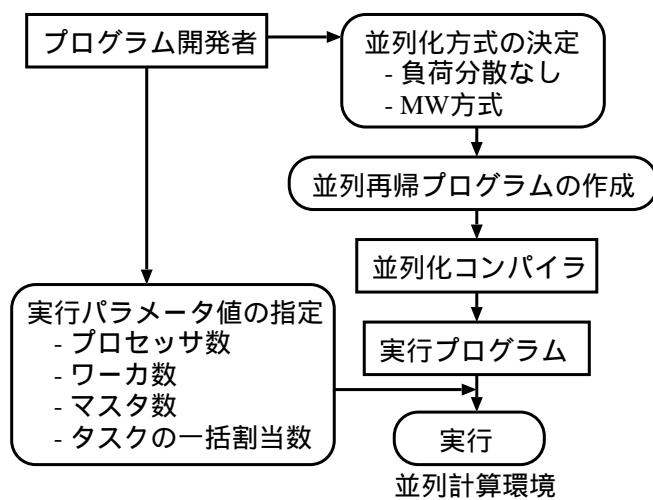 プログラム開発者
並列化方式の決定
- 負荷分散なし
- MW方式
並列再帰プログラムの作成
並列化コンパイラ
実行パラメータ値の指定
- プロセッサ数
- ワーカ数
- マスタ数
- タスクの一括割当数
実行プログラム
実行
並列計算環境